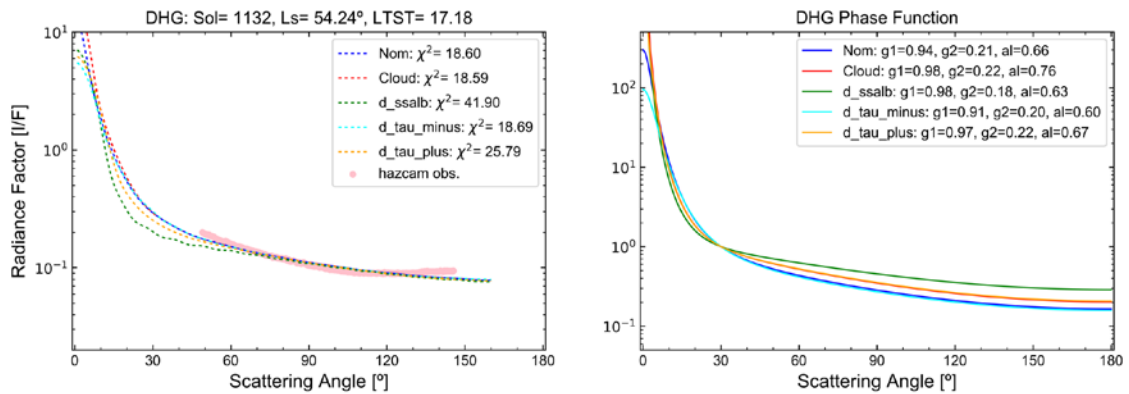 DHG: Sol= 1132, Ls= 54.24º, LTST= 17.18
Radiance Factor [I/F]
10¹
10⁰
10⁻¹
Nom: χ²= 18.60
Cloud: χ²= 18.59
d_ssalb: χ²= 41.90
d_tau_minus: χ²= 18.69
d_tau_plus: χ²= 25.79
hazcam obs.
0 30 60 90 120 150 180
Scattering Angle [º]
DHG Phase Function
10²
10¹
10⁰
10⁻¹
Nom: g1=0.94, g2=0.21, al=0.66
Cloud: g1=0.98, g2=0.22, al=0.76
d_ssalb: g1=0.98, g2=0.18, al=0.63
d_tau_minus: g1=0.91, g2=0.20, al=0.60
d_tau_plus: g1=0.97, g2=0.22, al=0.67
0 30 60 90 120 150 180
Scattering Angle [º]